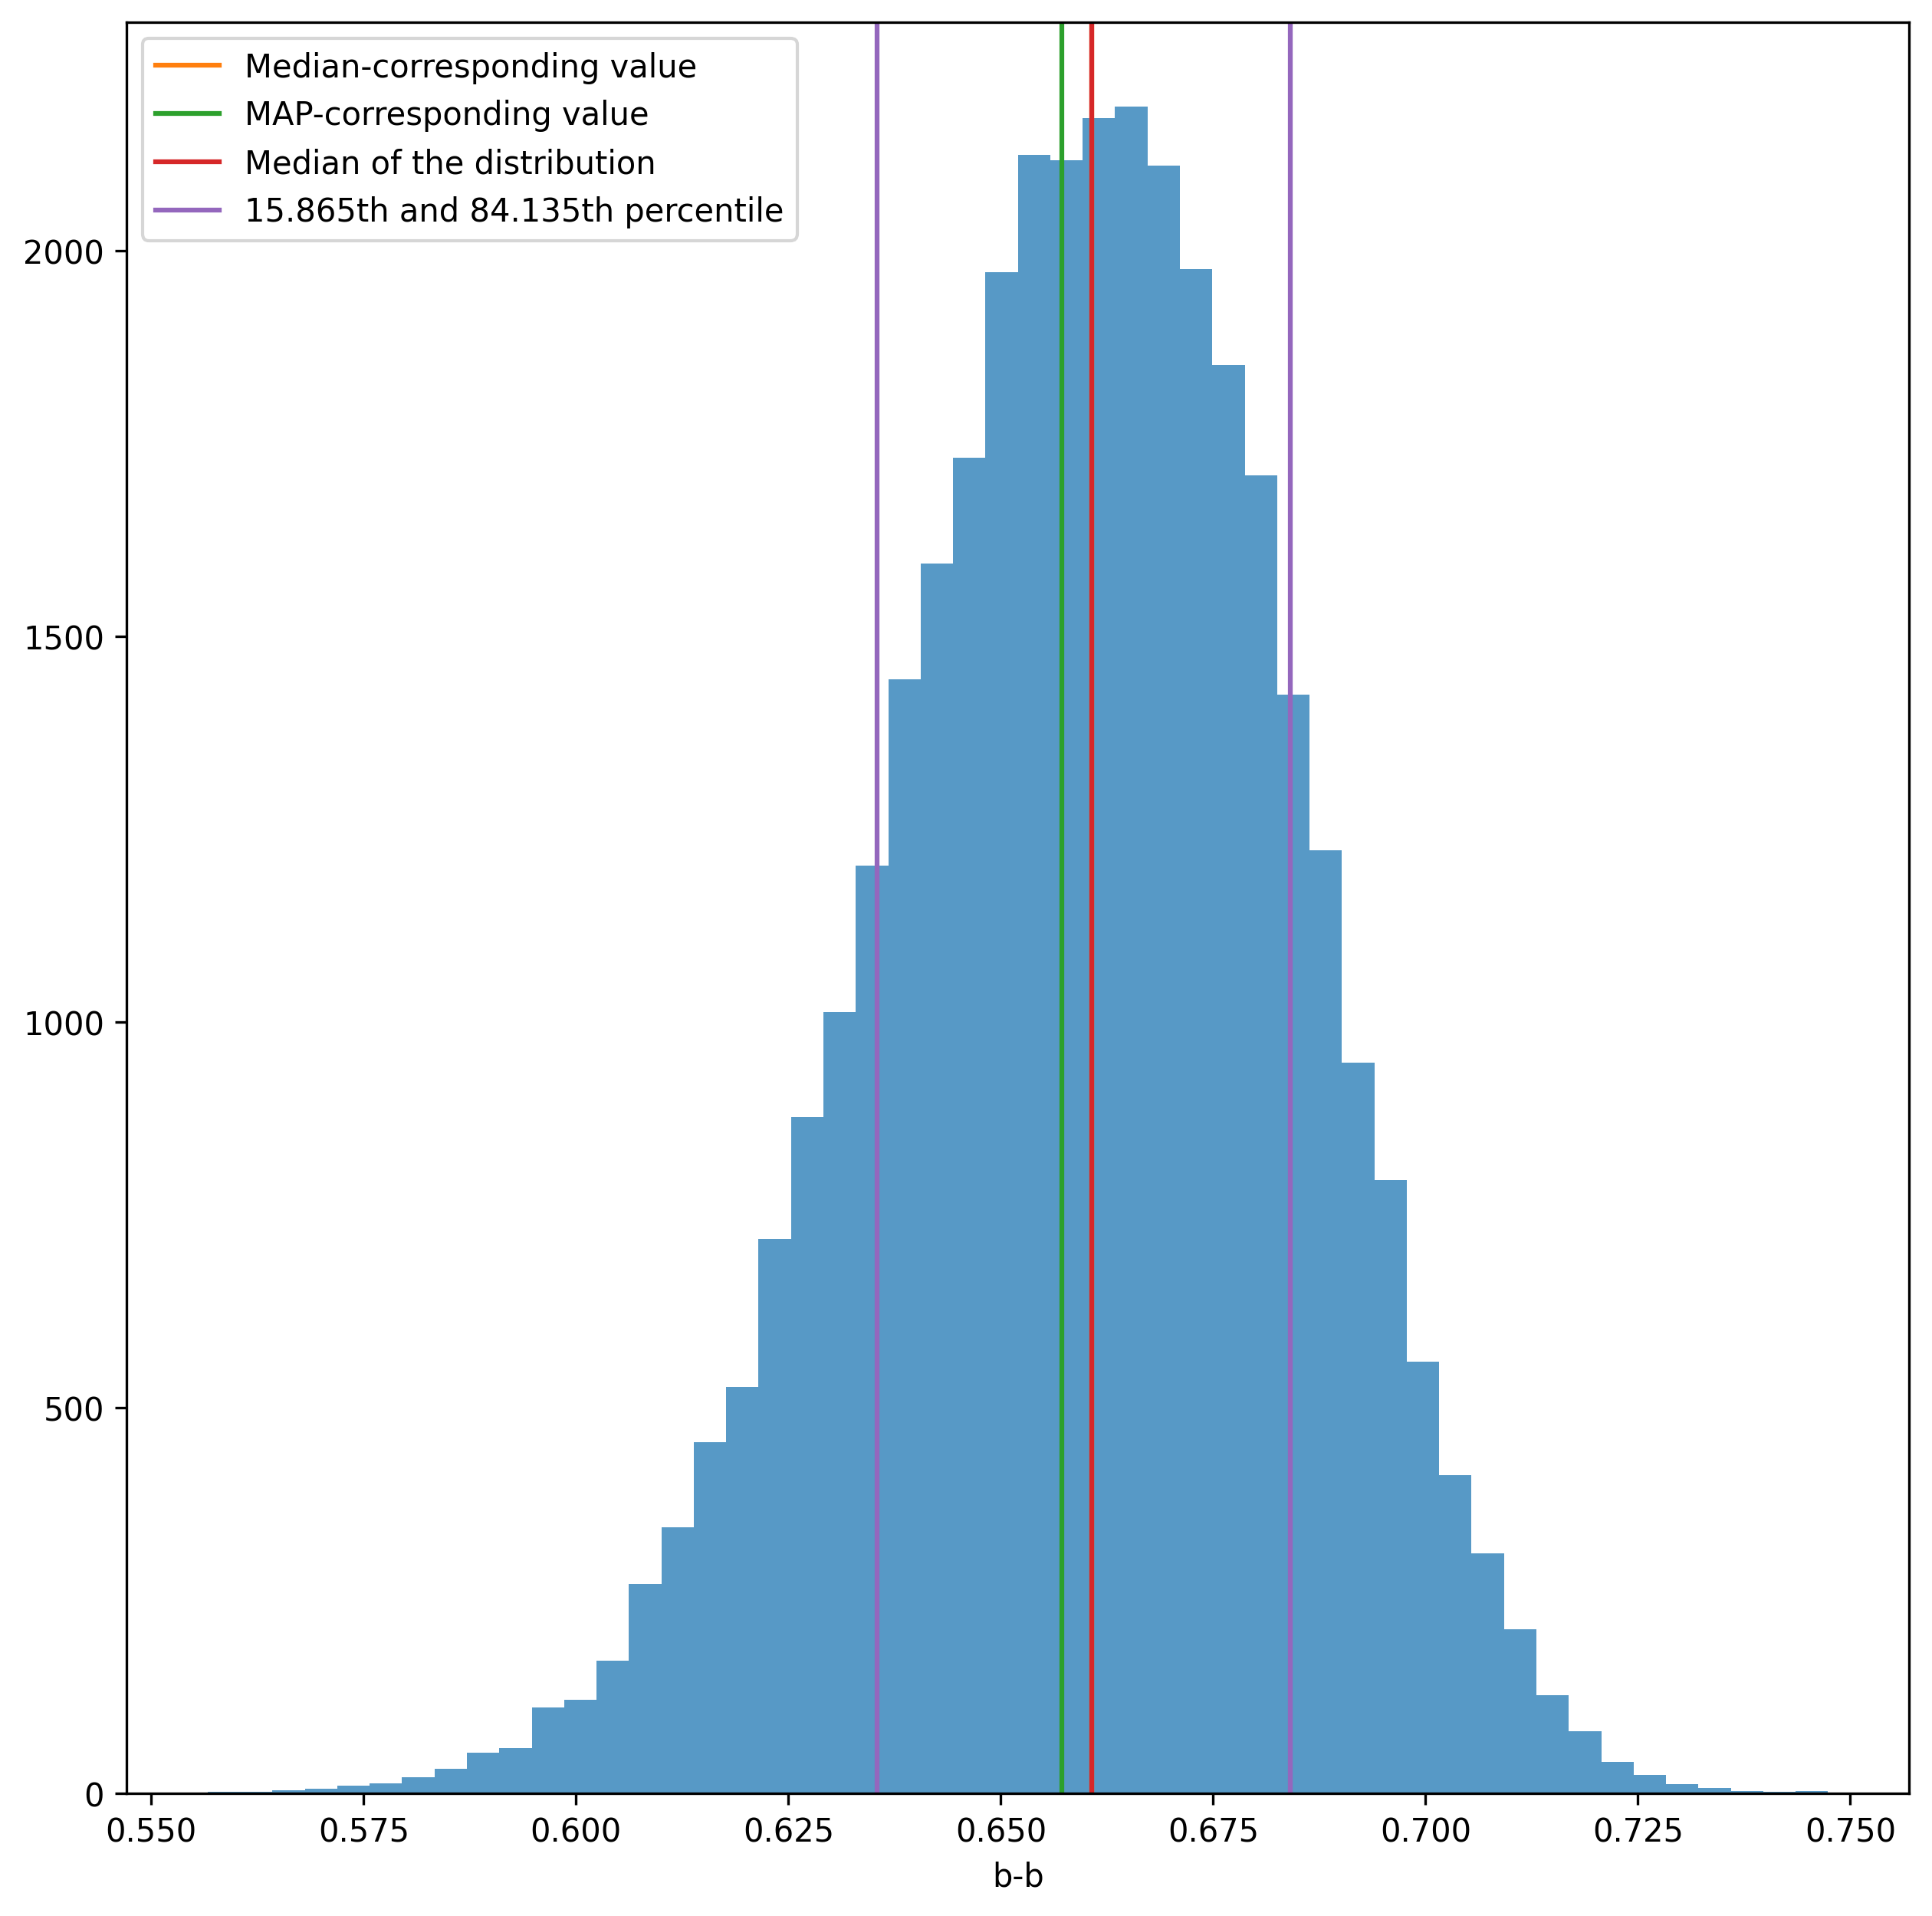 Median-corresponding value
MAP-corresponding value
Median of the distribution
15.865th and 84.135th percentile
2000
1500
1000
500
0
0.550 0.575 0.600 0.625 0.650 0.675 0.700 0.725 0.750
b-b